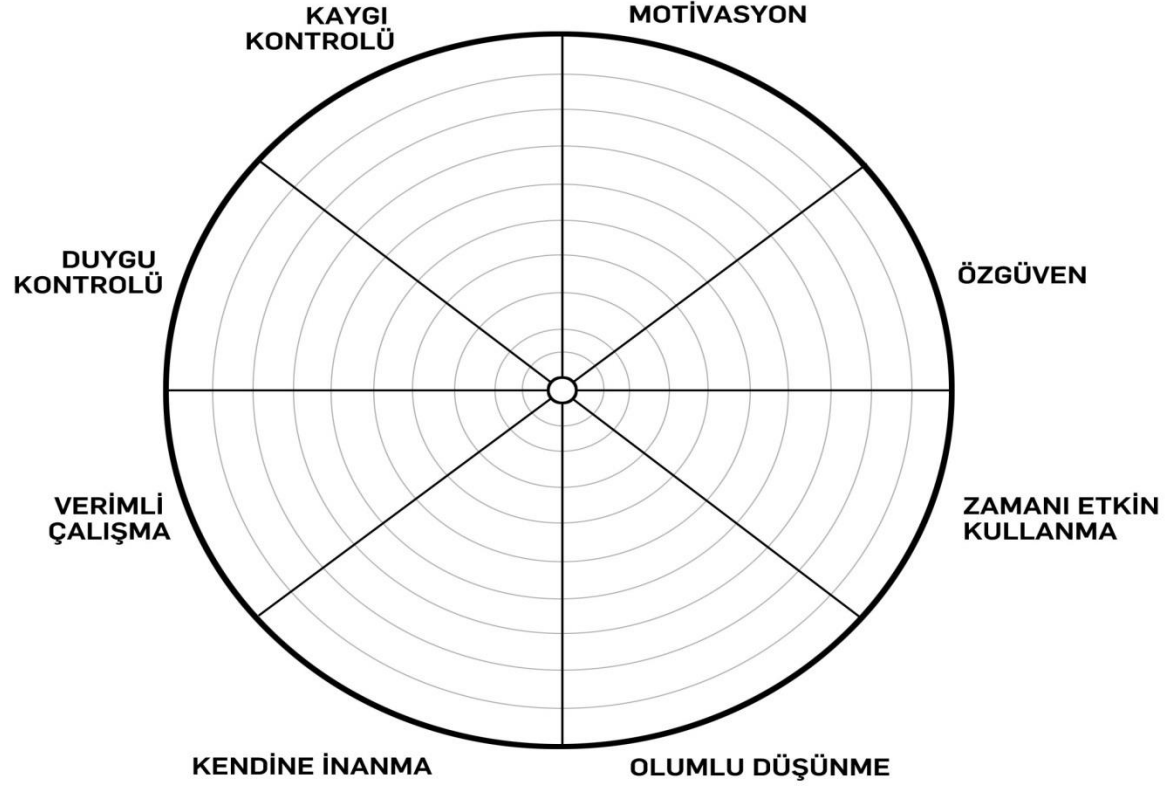 KAYGI
KONTROLÜ
MOTİVASYON
DUYGU
KONTROLÜ
ÖZGÜVEN
VERİMLİ
ÇALIŞMA
ZAMANI ETKİN
KULLANMA
KENDİNE İNANMA
OLUMLU DÜŞÜNME